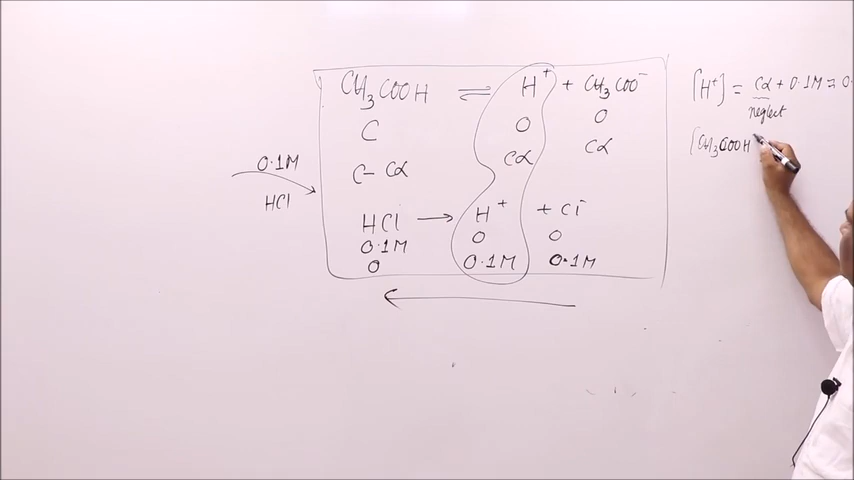 CH₃COOH ⇌ H⁺ + CH₃COO⁻
C 0 0
C- Cα Cα Cα
0.1M
HCl
HCl → H⁺ + Cl⁻
0.1M 0 0
0 0.1M 0.1M
[H⁺] = Cα + 0.1M ≈ 0.
neglect
[CH₃COOH